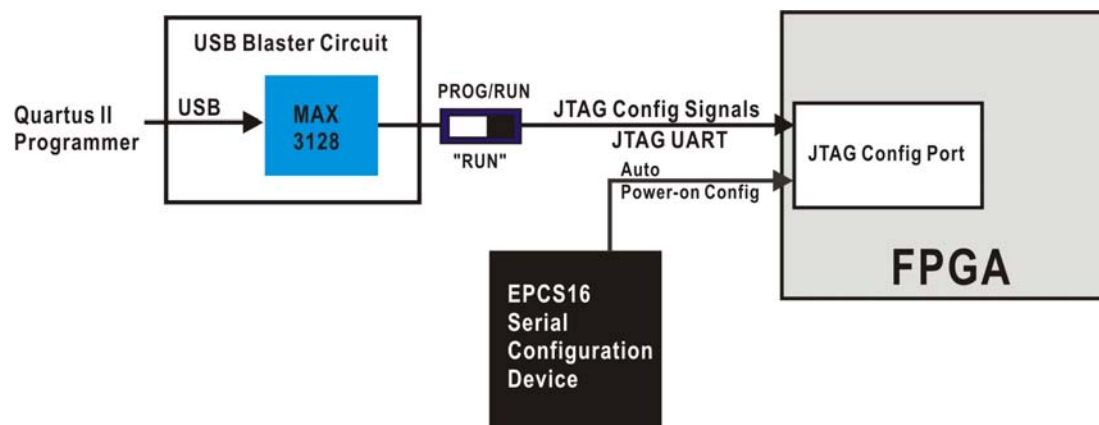 USB Blaster Circuit
Quartus II
Programmer
USB
MAX
3128
PROG/RUN
"RUN"
JTAG Config Signals
JTAG UART
Auto
Power-on Config
JTAG Config Port
FPGA
EPCS16
Serial
Configuration
Device